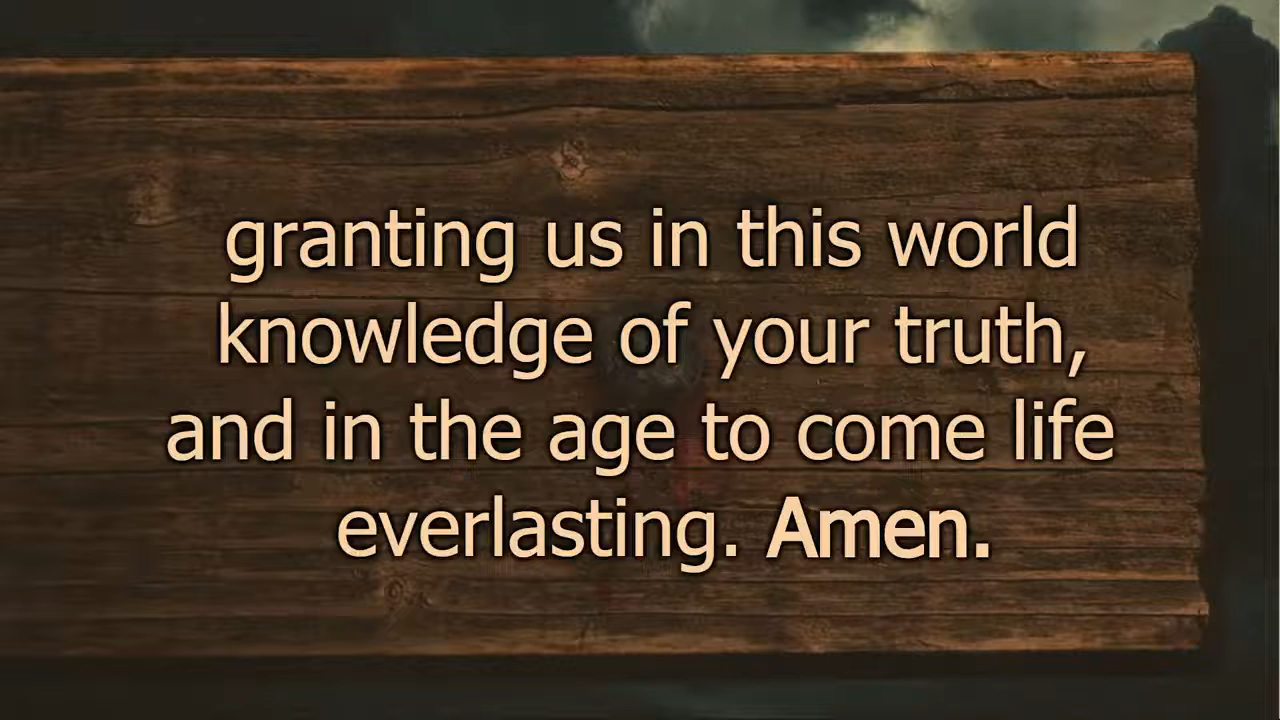 granting us in this world
knowledge of your truth,
and in the age to come life
everlasting. Amen.